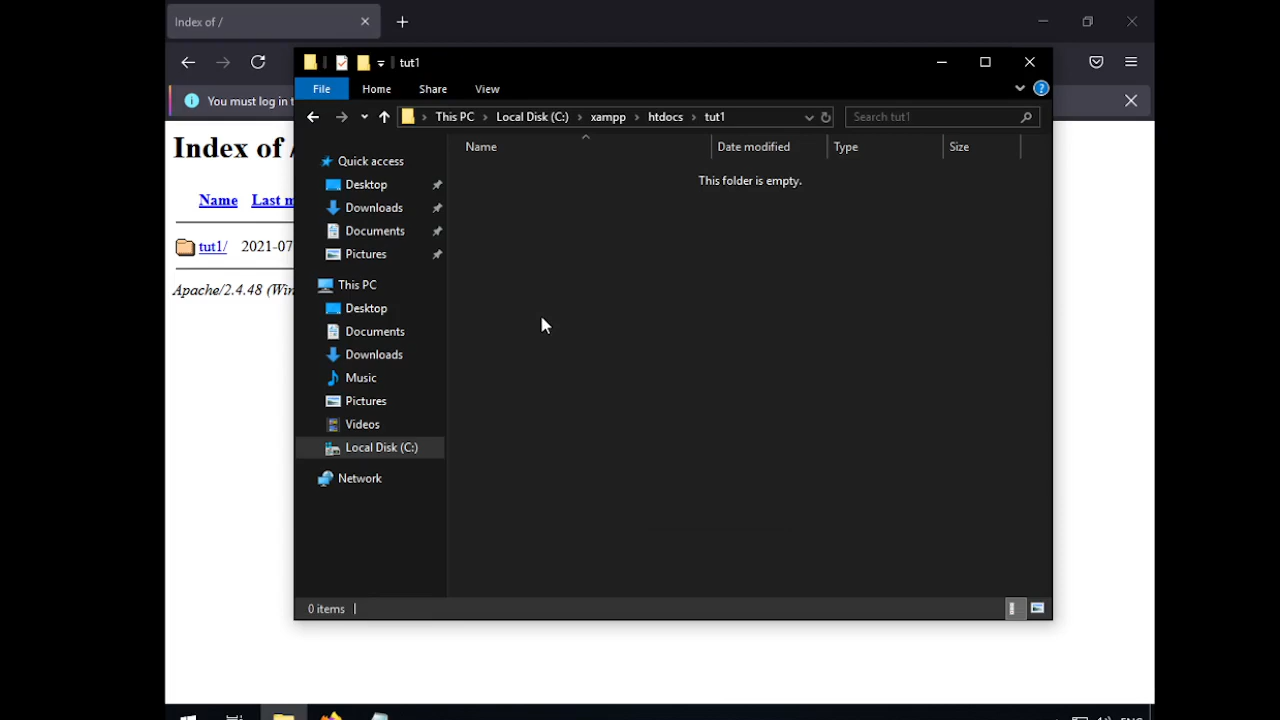 Index of /
tut1
You must log in t
File
Home
Share
View
This PC
Local Disk (C:)
xampp
htdocs
tut1
Search tut1
Index of /
Name
Date modified
Type
Size
Quick access
This folder is empty.
Desktop
Name
Last m
Downloads
Documents
tut1/
2021-07
Pictures
This PC
Apache/2.4.48 (Win
Desktop
Documents
Downloads
Music
Pictures
Videos
Local Disk (C:)
Network
0 items